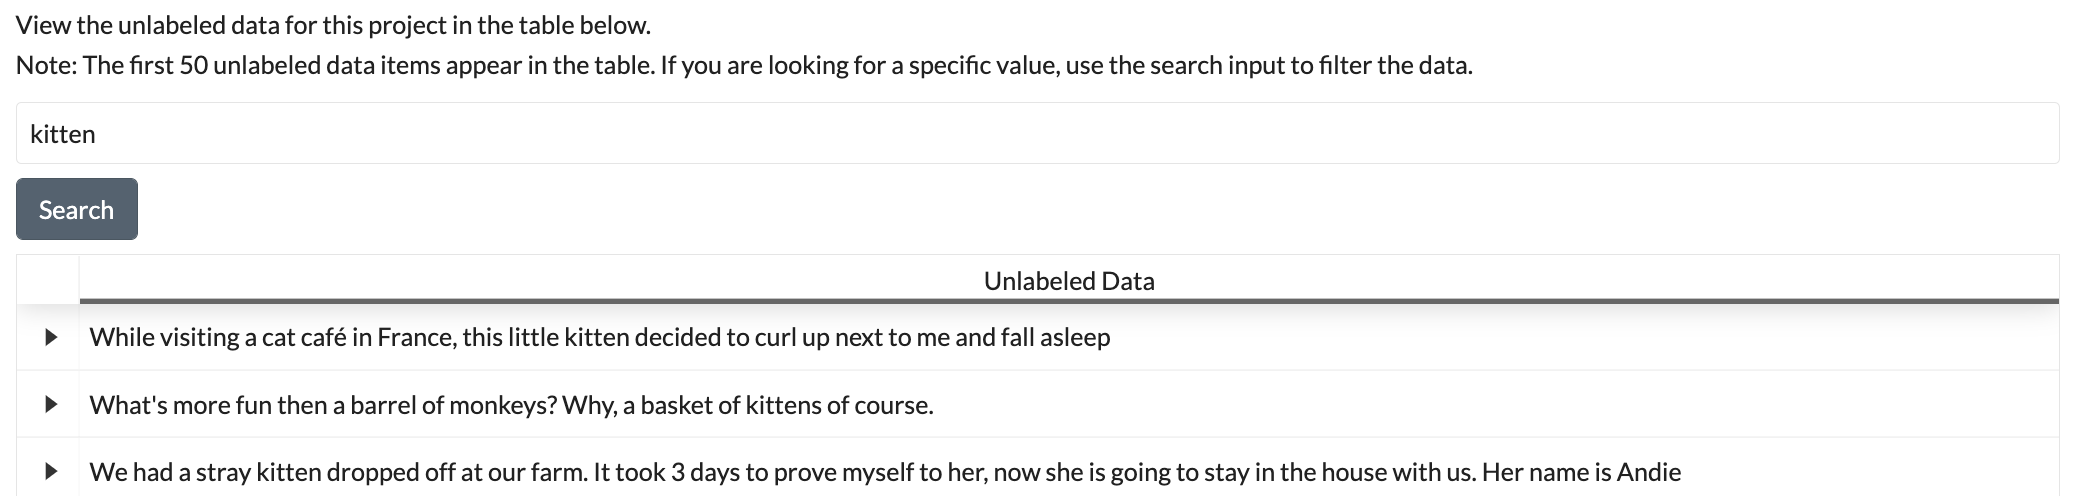 View the unlabeled data for this project in the table below.
Note: The first 50 unlabeled data items appear in the table. If you are looking for a specific value, use the search input to filter the data.
kitten
Search
Unlabeled Data
While visiting a cat café in France, this little kitten decided to curl up next to me and fall asleep
What's more fun then a barrel of monkeys? Why, a basket of kittens of course.
We had a stray kitten dropped off at our farm. It took 3 days to prove myself to her, now she is going to stay in the house with us. Her name is Andie